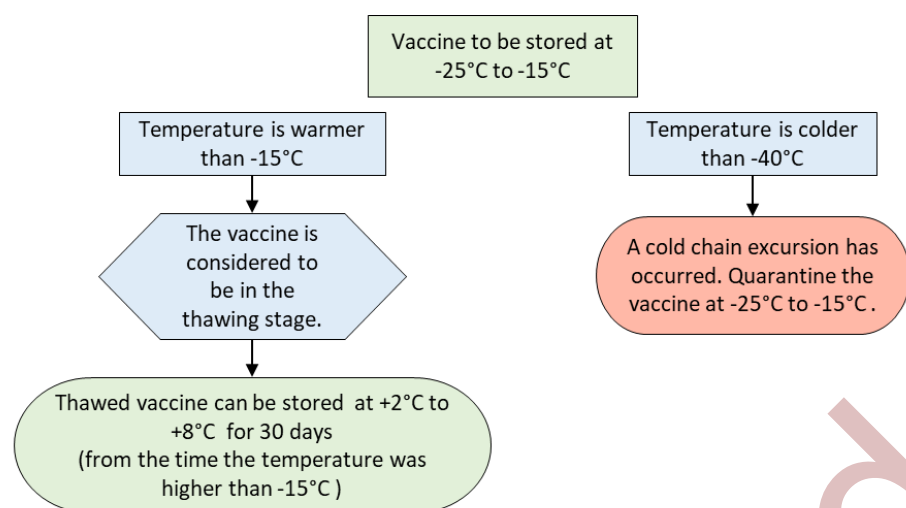 Vaccine to be stored at
-25°C to -15°C
Temperature is warmer
than -15°C
Temperature is colder
than -40°C
The vaccine is
considered to
be in the
thawing stage.
A cold chain excursion has
occurred. Quarantine the
vaccine at -25°C to -15°C .
Thawed vaccine can be stored at +2°C to
+8°C for 30 days
(from the time the temperature was
higher than -15°C )